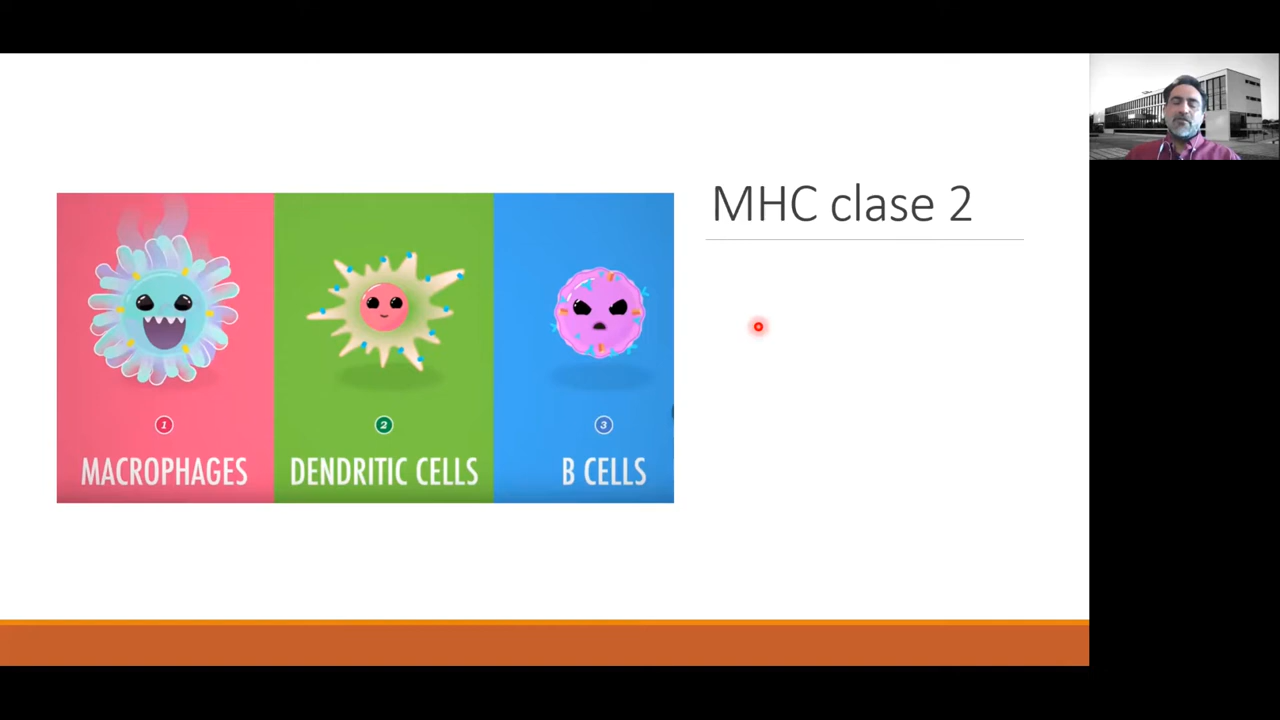 MHC clase 2
1
2
3
MACROPHAGES
DENDRITIC CELLS
B CELLS